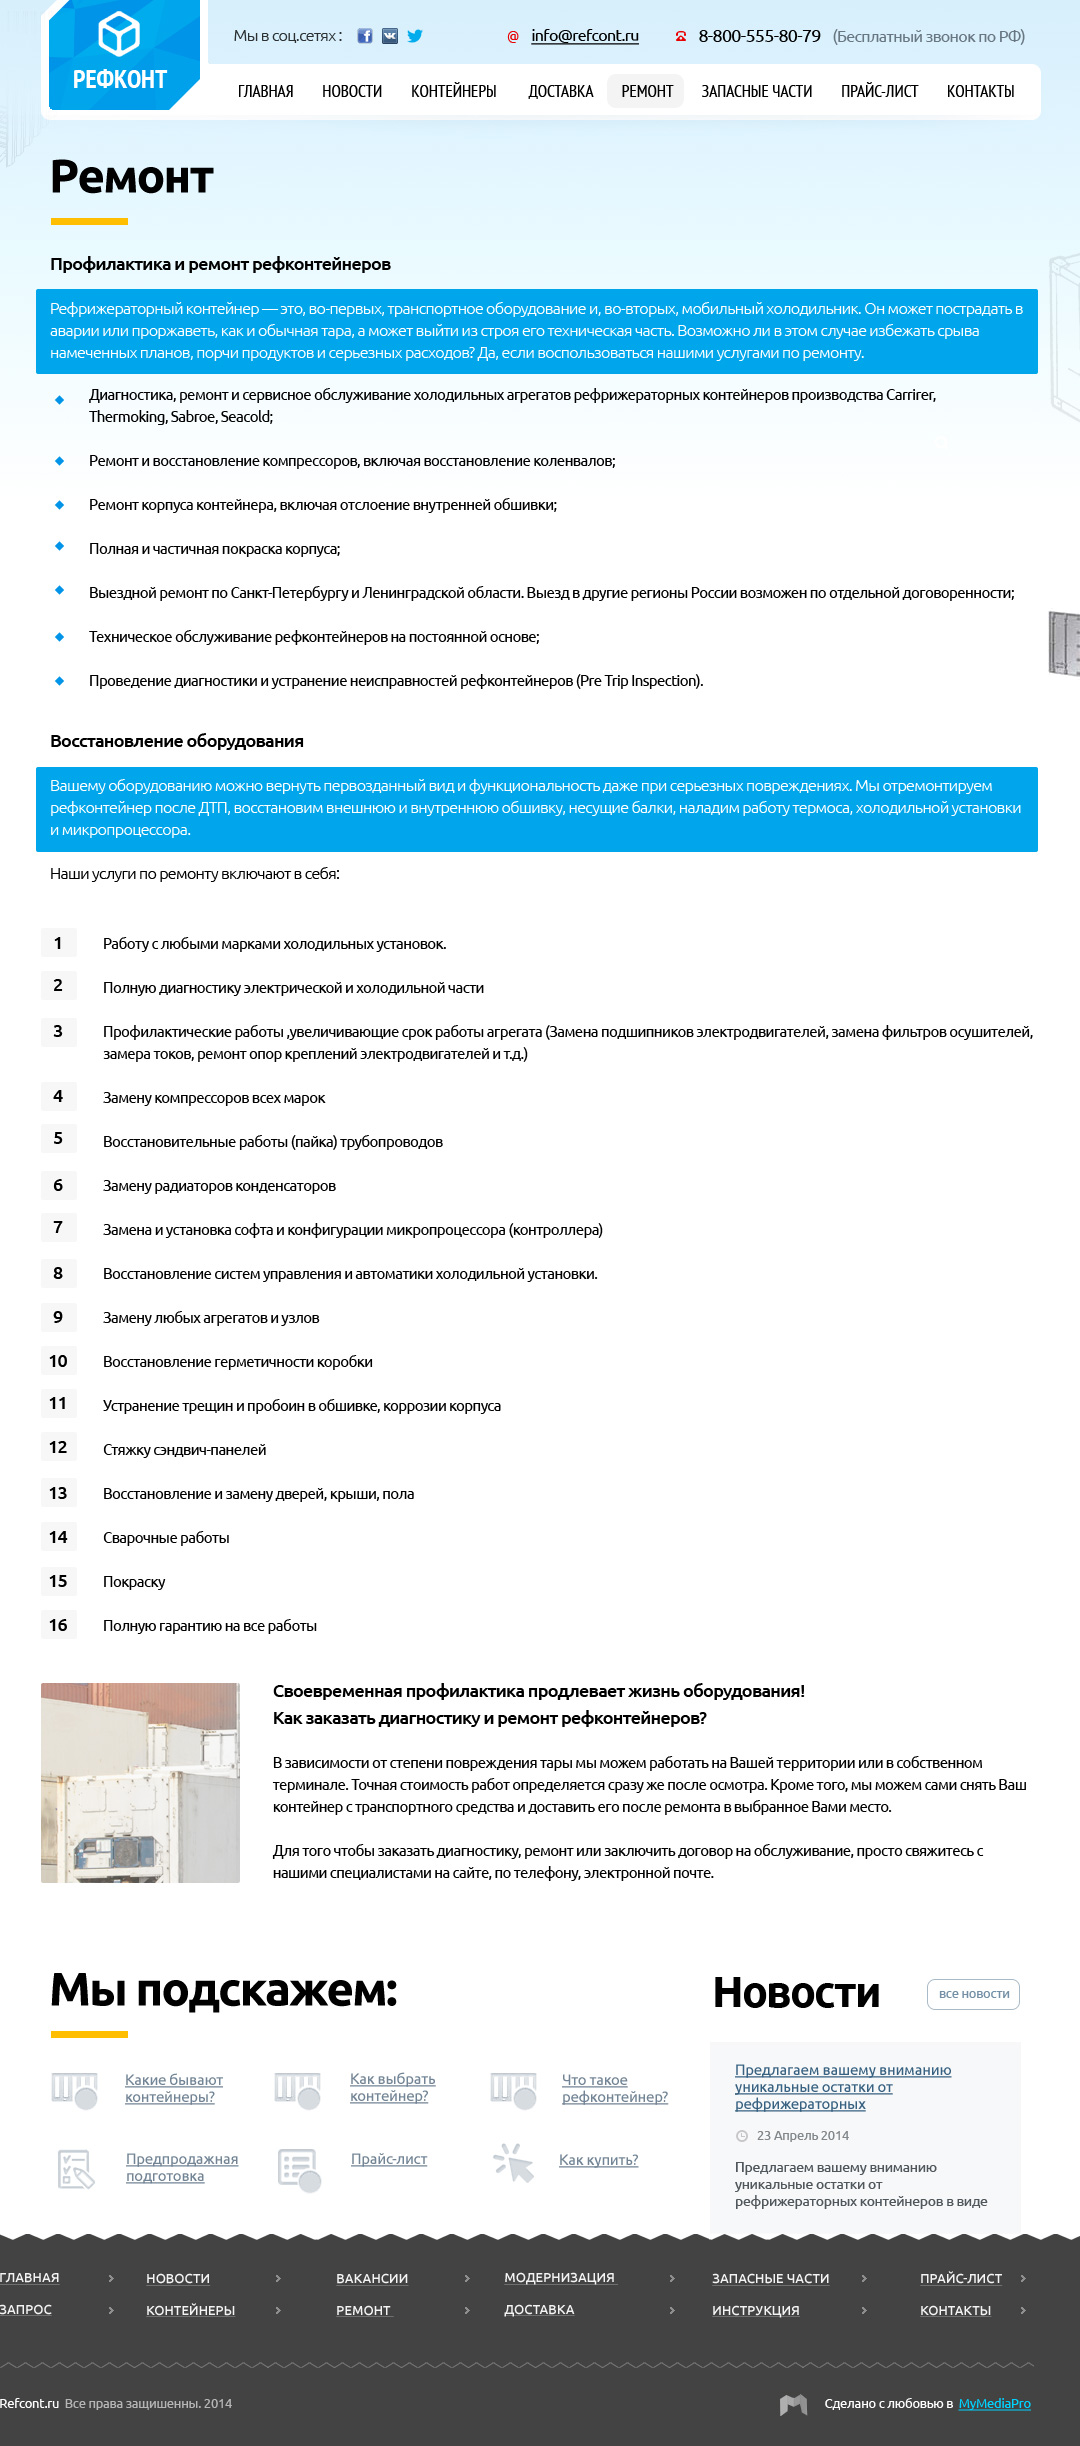 Мы в соц.сетях :
@ info@refcont.ru
8-800-555-80-79 (Бесплатный звонок по РФ)
РЕФКОНТ
ГЛАВНАЯ НОВОСТИ КОНТЕЙНЕРЫ ДОСТАВКА РЕМОНТ ЗАПАСНЫЕ ЧАСТИ ПРАЙС-ЛИСТ КОНТАКТЫ
Ремонт
Профилактика и ремонт рефконтейнеров
Рефрижераторный контейнер — это, во-первых, транспортное оборудование и, во-вторых, мобильный холодильник. Он может пострадать в
аварии или проржаветь, как и обычная тара, а может выйти из строя его техническая часть. Возможно ли в этом случае избежать срыва
намеченных планов, порчи продуктов и серьезных расходов? Да, если воспользоваться нашими услугами по ремонту.
Диагностика, ремонт и сервисное обслуживание холодильных агрегатов рефрижераторных контейнеров производства Carrirer,
Thermoking, Sabroe, Seacold;
Ремонт и восстановление компрессоров, включая восстановление коленвалов;
Ремонт корпуса контейнера, включая отслоение внутренней обшивки;
Полная и частичная покраска корпуса;
Выездной ремонт по Санкт-Петербургу и Ленинградской области. Выезд в другие регионы России возможен по отдельной договоренности;
Техническое обслуживание рефконтейнеров на постоянной основе;
Проведение диагностики и устранение неисправностей рефконтейнеров (Pre Trip Inspection).
Восстановление оборудования
Вашему оборудованию можно вернуть первозданный вид и функциональность даже при серьезных повреждениях. Мы отремонтируем
рефконтейнер после ДТП, восстановим внешнюю и внутреннюю обшивку, несущие балки, наладим работу термоса, холодильной установки
и микропроцессора.
Наши услуги по ремонту включают в себя:
1 Работу с любыми марками холодильных установок.
2 Полную диагностику электрической и холодильной части
3 Профилактические работы ,увеличивающие срок работы агрегата (Замена подшипников электродвигателей, замена фильтров осушителей,
замера токов, ремонт опор креплений электродвигателей и т.д.)
4 Замену компрессоров всех марок
5 Восстановительные работы (пайка) трубопроводов
6 Замену радиаторов конденсаторов
7 Замена и установка софта и конфигурации микропроцессора (контроллера)
8 Восстановление систем управления и автоматики холодильной установки.
9 Замену любых агрегатов и узлов
10 Восстановление герметичности коробки
11 Устранение трещин и пробоин в обшивке, коррозии корпуса
12 Стяжку сэндвич-панелей
13 Восстановление и замену дверей, крыши, пола
14 Сварочные работы
15 Покраску
16 Полную гарантию на все работы
Своевременная профилактика продлевает жизнь оборудования!
Как заказать диагностику и ремонт рефконтейнеров?
В зависимости от степени повреждения тары мы можем работать на Вашей территории или в собственном
терминале. Точная стоимость работ определяется сразу же после осмотра. Кроме того, мы можем сами снять Ваш
контейнер с транспортного средства и доставить его после ремонта в выбранное Вами место.
Для того чтобы заказать диагностику, ремонт или заключить договор на обслуживание, просто свяжитесь с
нашими специалистами на сайте, по телефону, электронной почте.
Мы подскажем:
Какие бывают
контейнеры?
Как выбрать
контейнер?
Что такое
рефконтейнер?
Предпродажная
подготовка
Прайс-лист
Как купить?
Новости
все новости
Предлагаем вашему вниманию
уникальные остатки от
рефрижераторных
23 Апрель 2014
Предлагаем вашему вниманию
уникальные остатки от
рефрижераторных контейнеров в виде
ГЛАВНАЯ НОВОСТИ ВАКАНСИИ МОДЕРНИЗАЦИЯ ЗАПАСНЫЕ ЧАСТИ ПРАЙС-ЛИСТ
ЗАПРОС КОНТЕЙНЕРЫ РЕМОНТ ДОСТАВКА ИНСТРУКЦИЯ КОНТАКТЫ
Refcont.ru Все права защишенны. 2014
Сделано с любовью в MyMediaPro